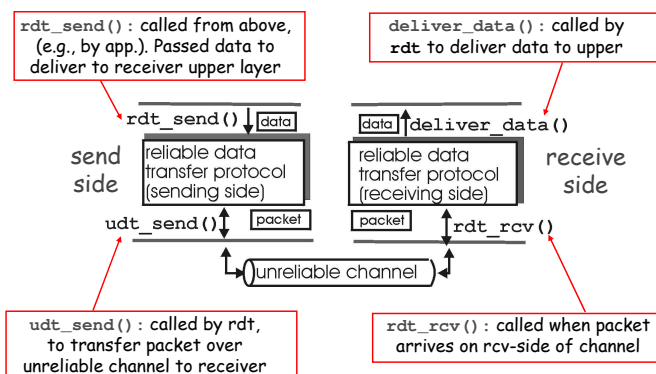 rdt_send(): called from above,
(e.g., by app.). Passed data to
deliver to receiver upper layer
deliver_data(): called by
rdt to deliver data to upper
rdt_send()
data
data
deliver_data()
send
side
reliable data
transfer protocol
(sending side)
reliable data
transfer protocol
(receiving side)
receive
side
udt_send()
packet
packet
rdt_rcv()
unreliable channel
udt_send(): called by rdt,
to transfer packet over
unreliable channel to receiver
rdt_rcv(): called when packet
arrives on rcv-side of channel